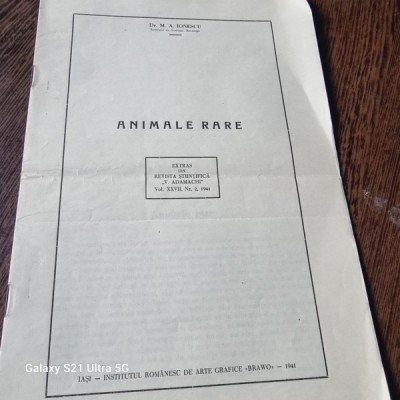 Dr. M. A. IONESCU
ANIMALE RARE
EXTRAS
DIN
REVISTA ŞTIINŢIFICĂ
„V. ADAMACHI”
Vol. XXVII, Nr. 2, 1941
IAŞI — INSTITUTUL ROMÂNESC DE ARTE GRAFICE «BRAWO» — 1941
Galaxy S21 Ultra 5G